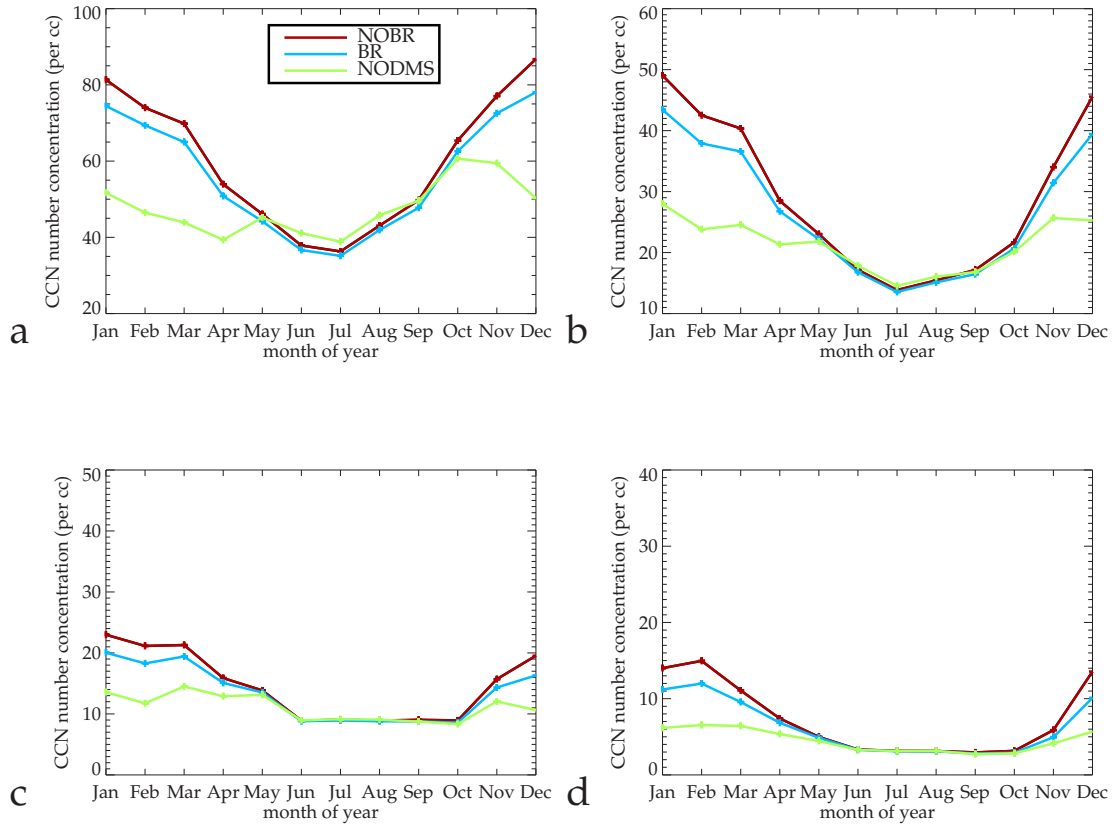 CCN number concentration (per cc)
100
80
60
40
20
NOBR
BR
NODMS
Jan Feb Mar Apr May Jun Jul Aug Sep Oct Nov Dec
month of year
a
CCN number concentration (per cc)
60
50
40
30
20
10
Jan Feb Mar Apr May Jun Jul Aug Sep Oct Nov Dec
month of year
b
CCN number concentration (per cc)
50
40
30
20
10
0
Jan Feb Mar Apr May Jun Jul Aug Sep Oct Nov Dec
month of year
c
CCN number concentration (per cc)
40
30
20
10
0
Jan Feb Mar Apr May Jun Jul Aug Sep Oct Nov Dec
month of year
d